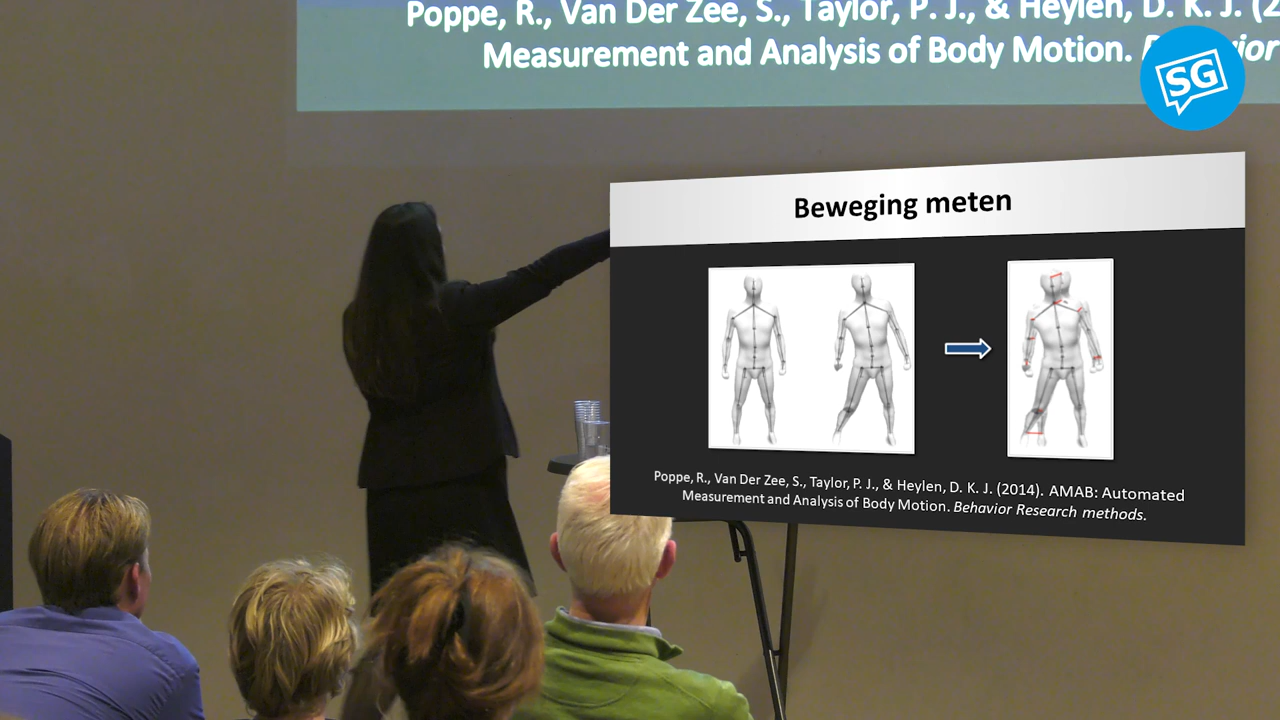 Poppe, R., Van Der Zee, S., Taylor, P. J., & Heylen, D. K. J. (2
Measurement and Analysis of Body Motion.
SG
Beweging meten
Poppe, R., Van Der Zee, S., Taylor, P. J., & Heylen, D. K. J. (2014). AMAB: Automated
Measurement and Analysis of Body Motion. Behavior Research methods.